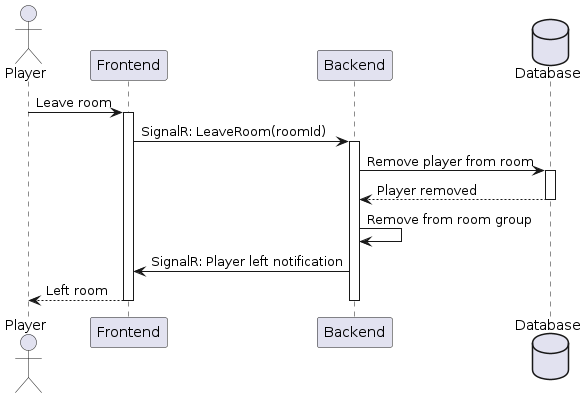 Player
Frontend
Backend
Database
Leave room
SignalR: LeaveRoom(roomId)
Remove player from room
Player removed
Remove from room group
SignalR: Player left notification
Left room
Player
Frontend
Backend
Database